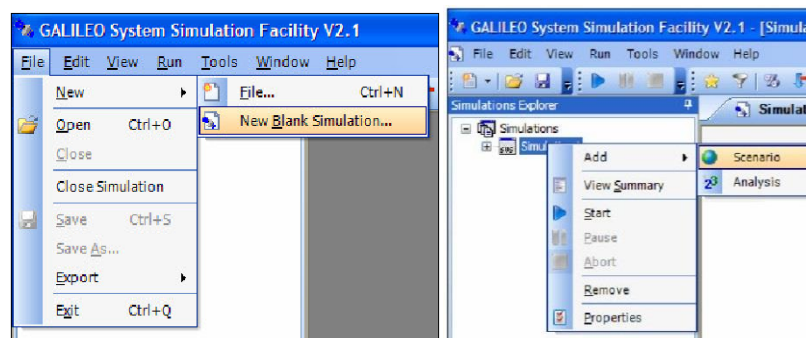 GALILEO System Simulation Facility V2.1
File Edit View Run Tools Window Help
New
Open Ctrl+O
Close
Close Simulation
Save Ctrl+S
Save As...
Export
Exit Ctrl+Q
File... Ctrl+N
New Blank Simulation...
GALILEO System Simulation Facility V2.1 - [Simula
File Edit View Run Tools Window Help
Simulations Explorer
Simulat
Simulations
Add
View Summary
Start
Pause
Abort
Remove
Properties
Scenario
Analysis